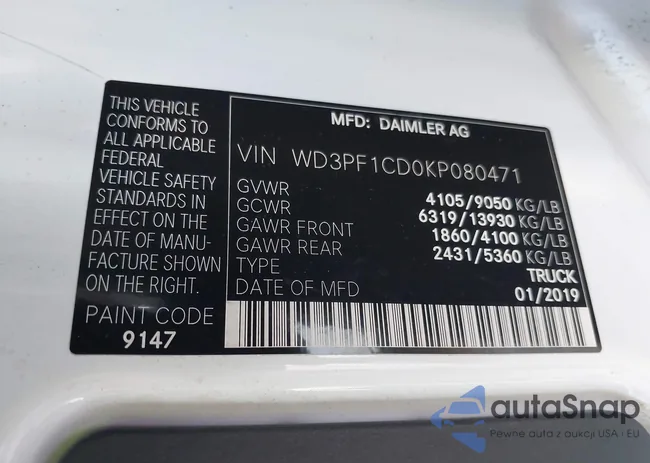 THIS VEHICLE
CONFORMS TO
ALL APPLICABLE
FEDERAL
VEHICLE SAFETY
STANDARDS IN
EFFECT ON THE
DATE OF MANU-
FACTURE SHOWN
ON THE RIGHT.
PAINT CODE
9147
MFD: DAIMLER AG
VIN WD3PF1CD0KP080471
GVWR 4105/9050 KG/LB
GCWR 6319/13930 KG/LB
GAWR FRONT 1860/4100 KG/LB
GAWR REAR 2431/5360 KG/LB
TYPE TRUCK
DATE OF MFD 01/2019
autaSnap
Pewne auta z aukcji USA i EU